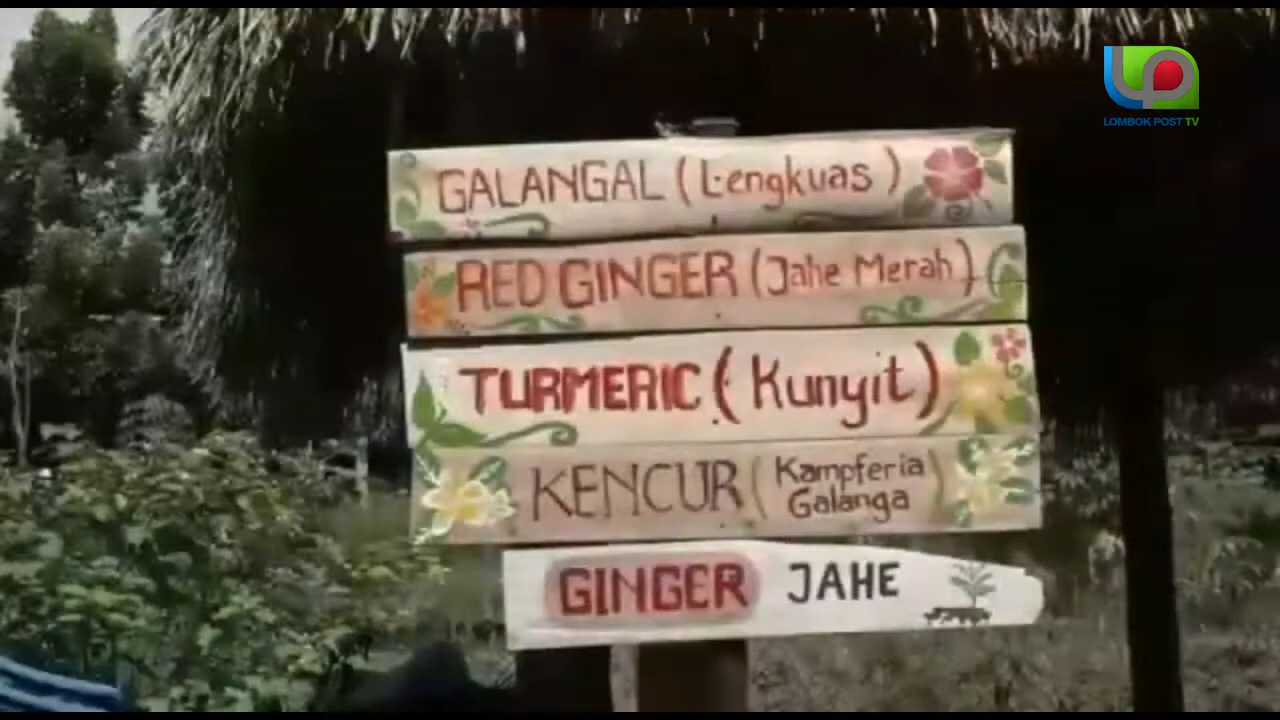 LOMBOK POST TV
GALANGAL (Lengkuas)
RED GINGER (Jahe Merah)
TURMERIC (Kunyit)
KENCUR (Kampferia
Galanga)
GINGER JAHE